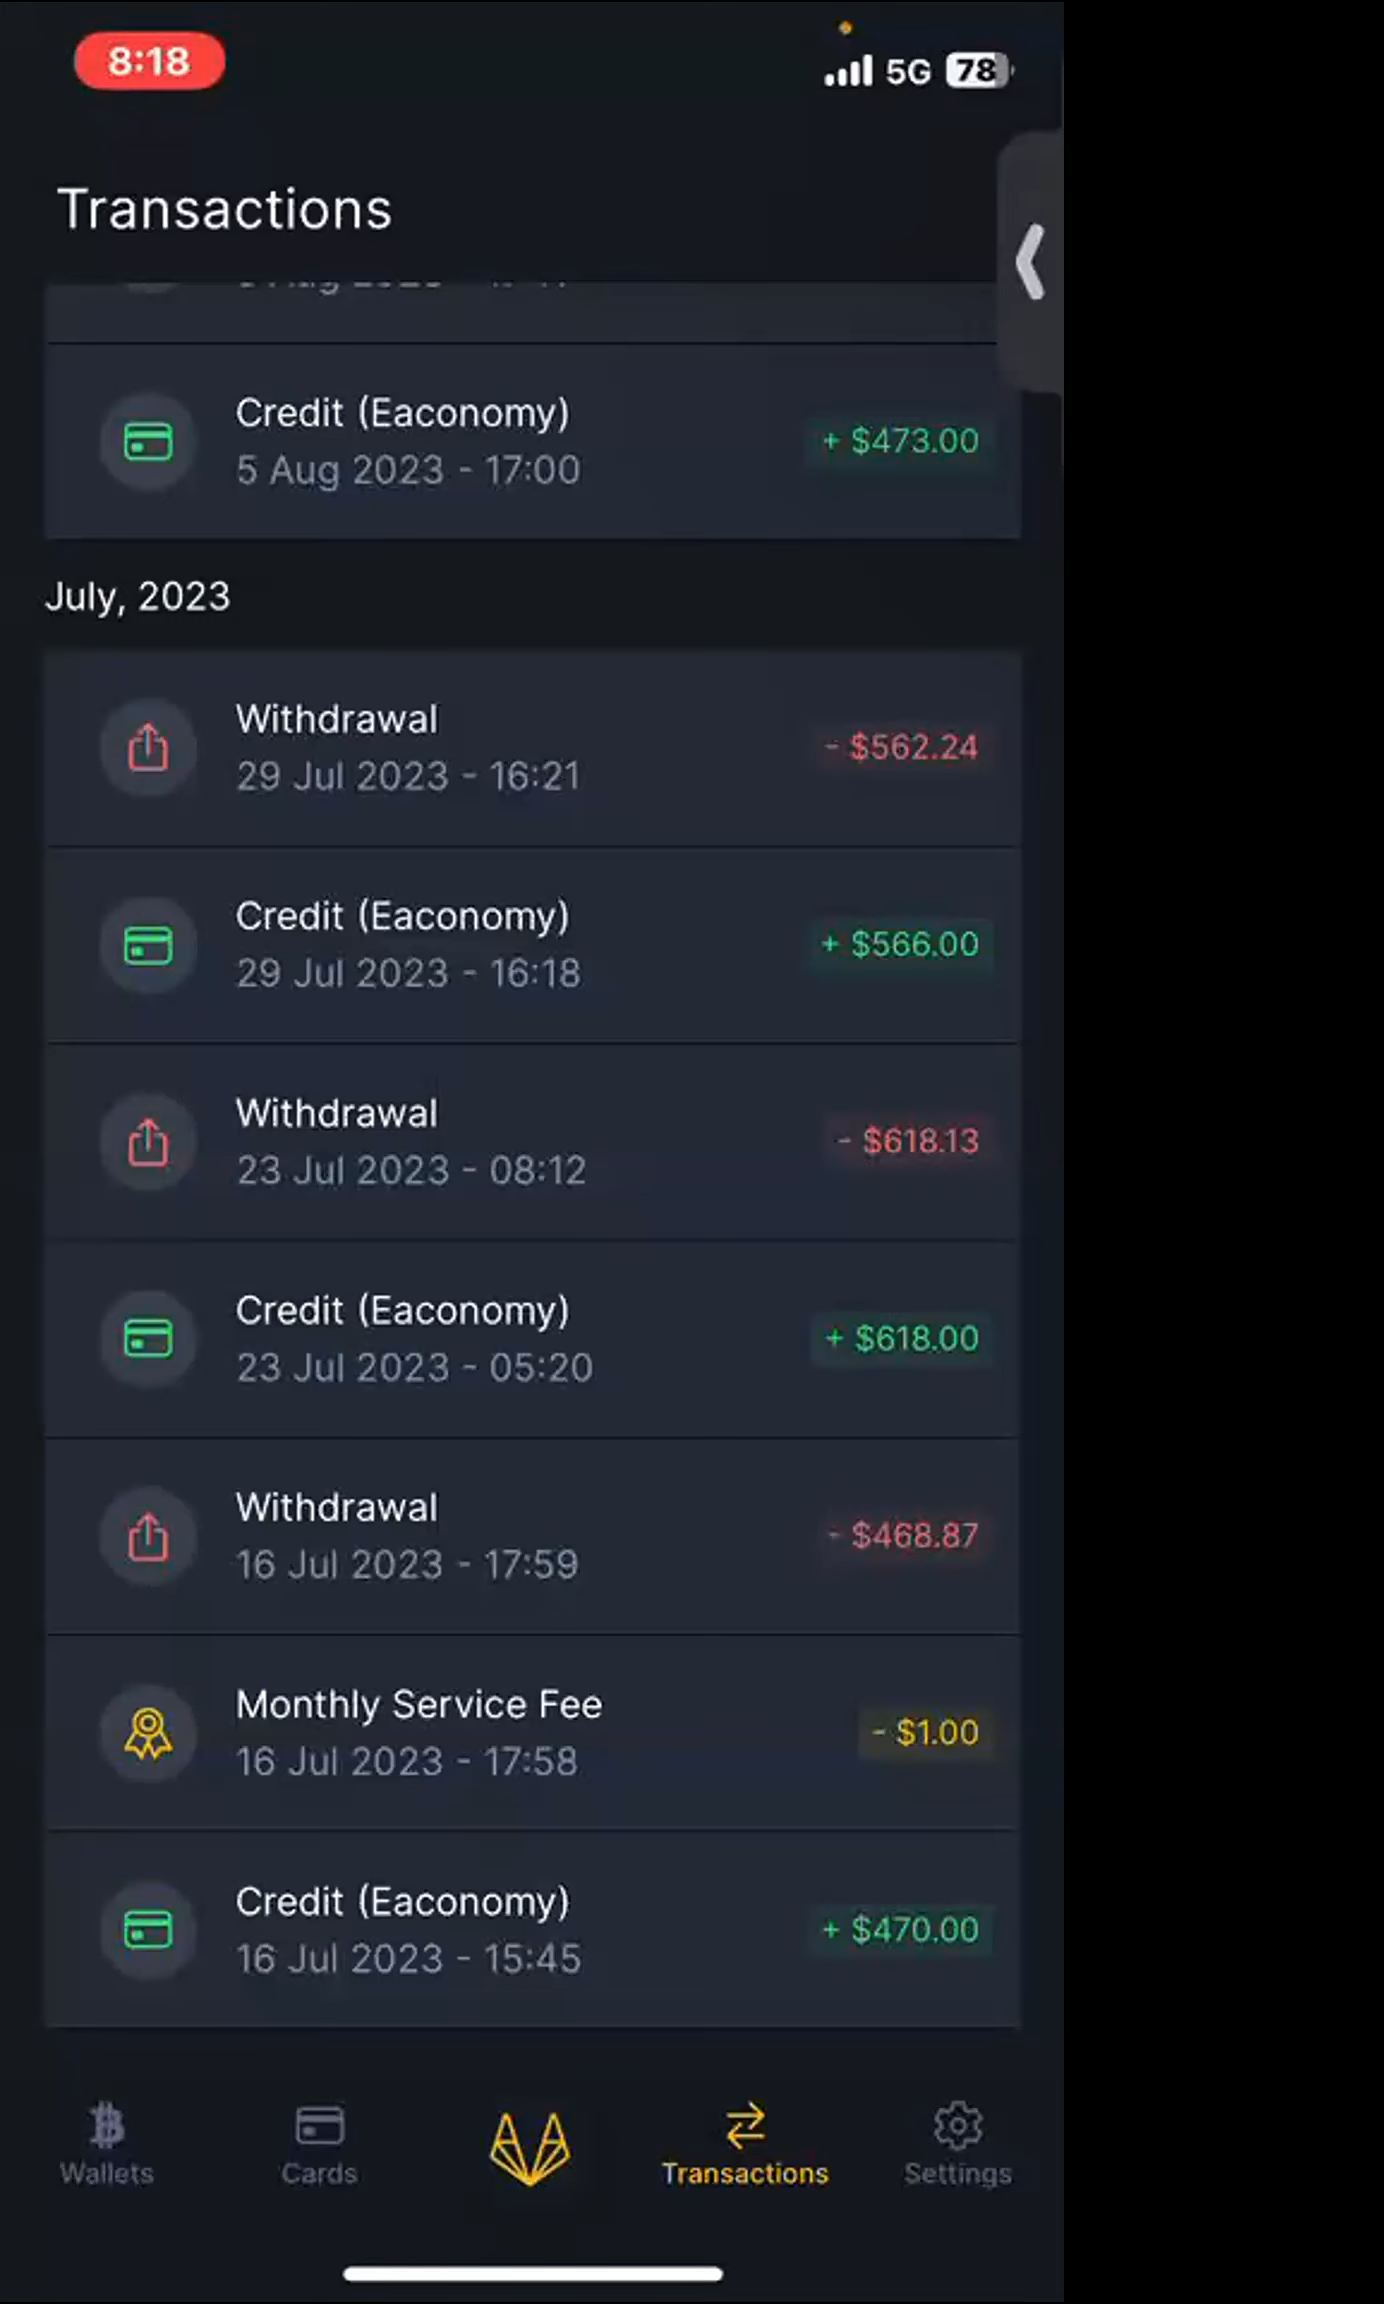 8:18
5G 78
Transactions
Credit (Eaconomy)
5 Aug 2023 - 17:00
+ $473.00
July, 2023
Withdrawal
29 Jul 2023 - 16:21
- $562.24
Credit (Eaconomy)
29 Jul 2023 - 16:18
+ $566.00
Withdrawal
23 Jul 2023 - 08:12
- $618.13
Credit (Eaconomy)
23 Jul 2023 - 05:20
+ $618.00
Withdrawal
16 Jul 2023 - 17:59
- $468.87
Monthly Service Fee
16 Jul 2023 - 17:58
- $1.00
Credit (Eaconomy)
16 Jul 2023 - 15:45
+ $470.00
Wallets
Cards
Transactions
Settings